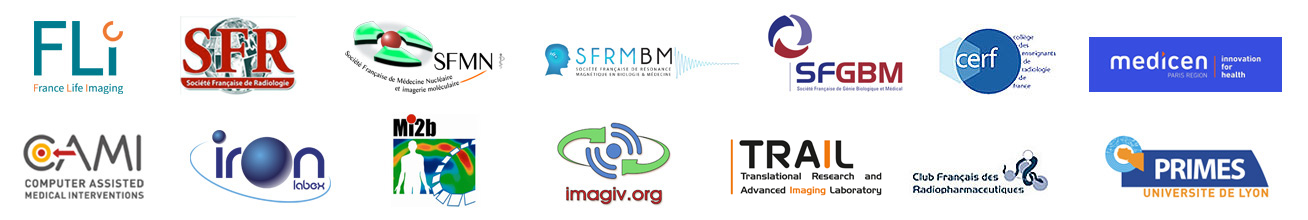 FLi
France Life Imaging
SFR
Société Française de Radiologie
SFMN
Société Française de Médecine Nucléaire
et imagerie moléculaire
SFRMBM
SOCIÉTÉ FRANÇAISE DE RÉSONANCE
MAGNÉTIQUE EN BIOLOGIE & MÉDECINE
SFGBM
Société Française de Génie Biologique et Médical
cerf
collège
des
enseignants
de
radiologie
de
france
medicen
PARIS REGION
innovation
for
health
CAMI
COMPUTER ASSISTED
MEDICAL INTERVENTIONS
iron
labex
Mi2b
imagiv.org
TRAIL
Translational Research and
Advanced Imaging Laboratory
Club Français des
Radiopharmaceutiques
PRIMES
UNIVERSITE DE LYON